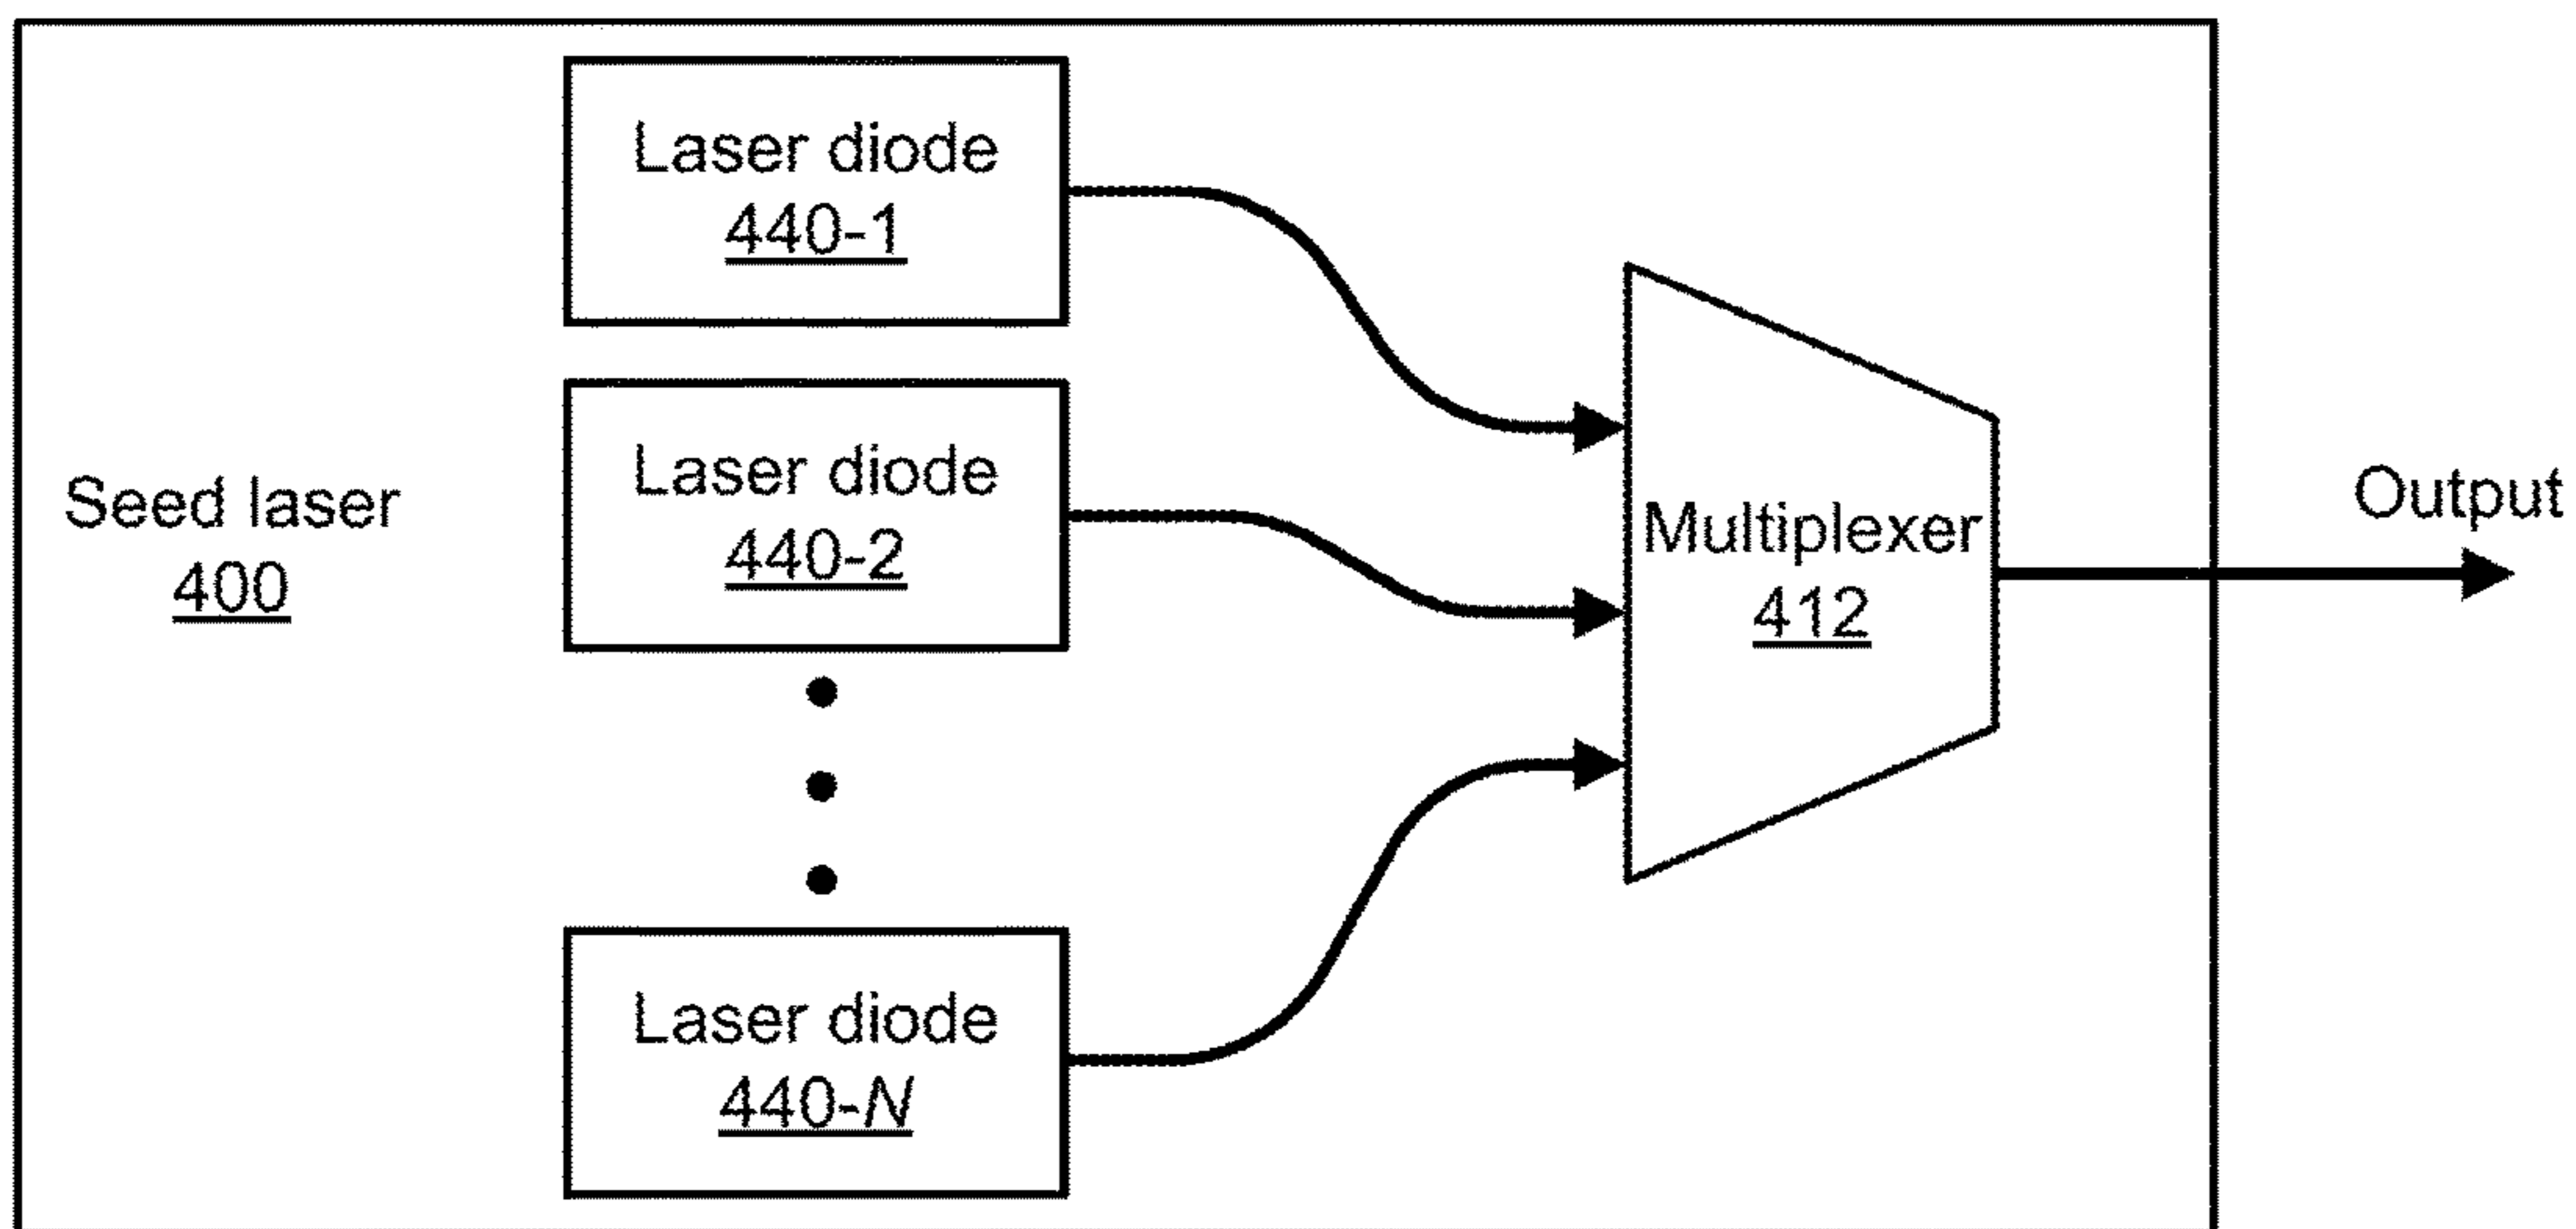 Laser diode
440-1
Laser diode
440-2
Seed laser
400
Multiplexer
412
Output
Laser diode
440-N